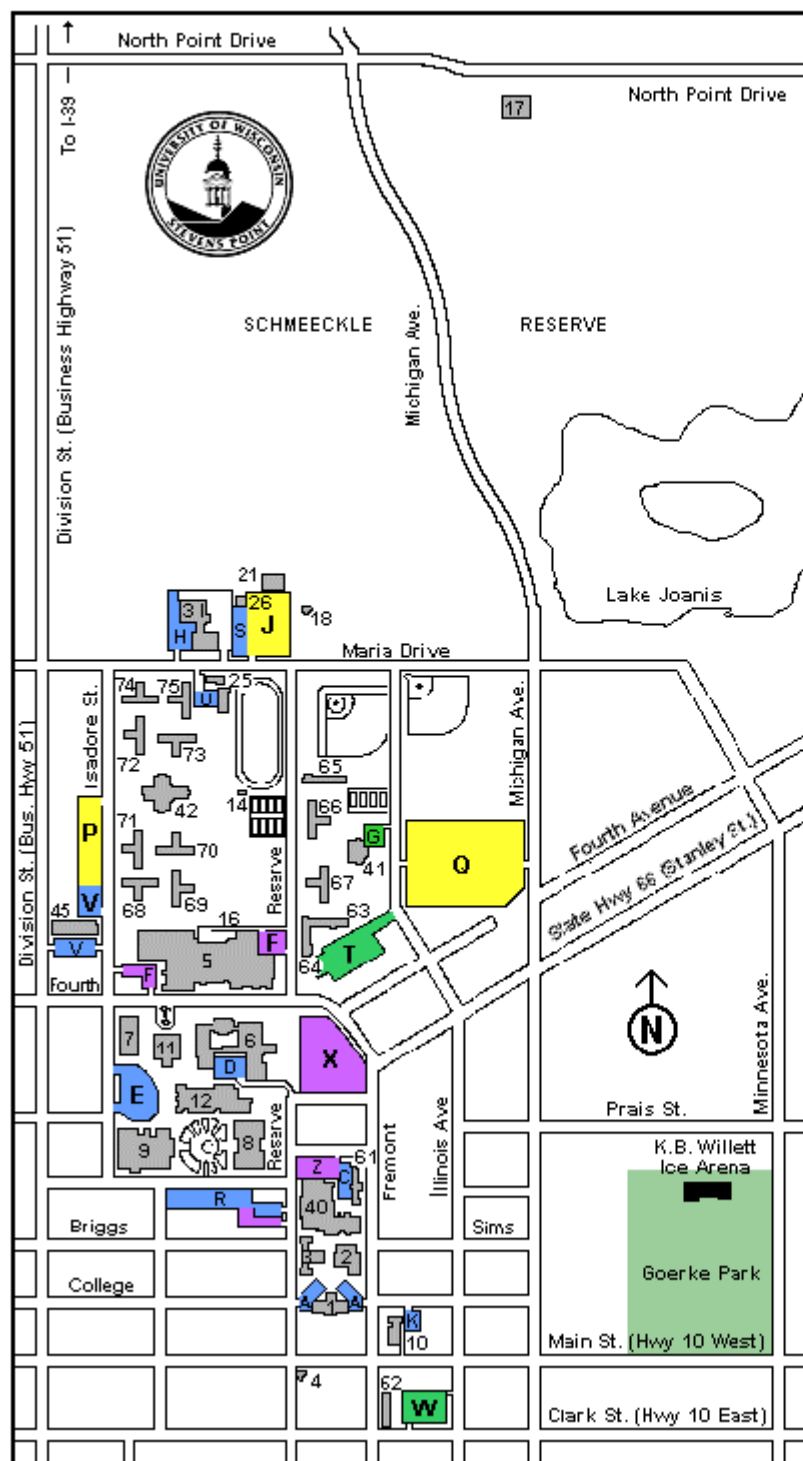 North Point Drive
North Point Drive
To I-39
17
UNIVERSITY OF WISCONSIN
STEVENS POINT
Division St. (Business Highway 51)
SCHMEECKLE
Michigan Ave.
RESERVE
Lake Joanis
21
26
31
H
S
J
18
Maria Drive
74
75
25
U
Isadore St.
Division St. (Bus. Hwy 51)
72
73
65
Michigan Ave.
14
42
66
P
G
Fourth Avenue
71
70
41
Q
State Hwy 66 (Stanley St.)
Reserve
67
V
68
69
45
16
63
V
F
5
T
64
F
Fourth
N
Minnesota Ave.
7
11
6
X
D
E
12
Prais St.
9
C
8
Reserve
Fremont
Illinois Ave
K.B. Willett
Ice Arena
61
Z
C
R
40
Briggs
Sims
3
2
Goerke Park
College
A
1
A
K
10
Main St. (Hwy 10 West)
4
62
W
Clark St. (Hwy 10 East)